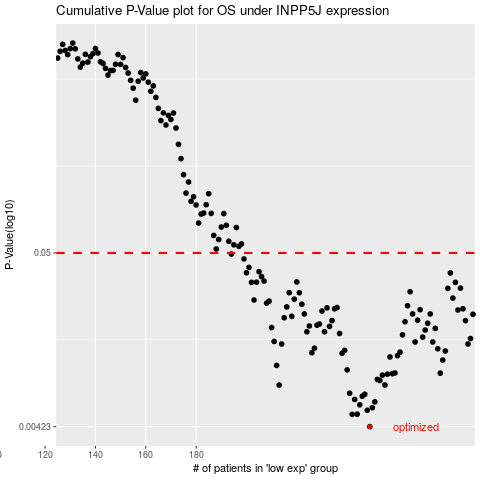 Cumulative P-Value plot for OS under INPP5J expression
P-Value(log10)
0.05
0.00423
optimized
0 120 140 160 180
# of patients in 'low exp' group